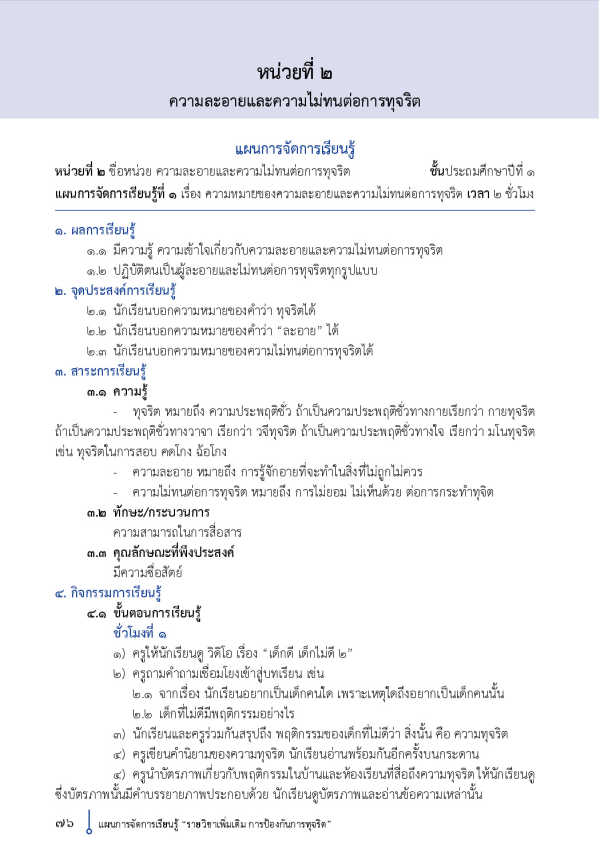 หน่วยที่ ๒
ความละอายและความไม่ทนต่อการทุจริต
แผนการจัดการเรียนรู้
หน่วยที่ ๒ ชื่อหน่วย ความละอายและความไม่ทนต่อการทุจริต ชั้นประถมศึกษาปีที่ ๑
แผนการจัดการเรียนรู้ที่ ๑ เรื่อง ความหมายของความละอายและความไม่ทนต่อการทุจริต เวลา ๒ ชั่วโมง
๑. ผลการเรียนรู้
๑.๑ มีความรู้ ความเข้าใจเกี่ยวกับความละอายและความไม่ทนต่อการทุจริต
๑.๒ ปฏิบัติตนเป็นผู้ละอายและไม่ทนต่อการทุจริตทุกรูปแบบ
๒. จุดประสงค์การเรียนรู้
๒.๑ นักเรียนบอกความหมายของคำว่า ทุจริตได้
๒.๒ นักเรียนบอกความหมายของคำว่า “ละอาย” ได้
๒.๓ นักเรียนบอกความหมายของความไม่ทนต่อการทุจริตได้
๓. สาระการเรียนรู้
๓.๑ ความรู้
- ทุจริต หมายถึง ความประพฤติชั่ว ถ้าเป็นความประพฤติชั่วทางกายเรียกว่า กายทุจริต
ถ้าเป็นความประพฤติชั่วทางวาจา เรียกว่า วจีทุจริต ถ้าเป็นความประพฤติชั่วทางใจ เรียกว่า มโนทุจริต
เช่น ทุจริตในการสอบ คดโกง ฉ้อโกง
- ความละอาย หมายถึง การรู้จักอายที่จะทำในสิ่งที่ไม่ถูกไม่ควร
- ความไม่ทนต่อการทุจริต หมายถึง การไม่ยอม ไม่เห็นด้วย ต่อการกระทำทุจิต
๓.๒ ทักษะ/กระบวนการ
ความสามารถในการสื่อสาร
๓.๓ คุณลักษณะที่พึงประสงค์
มีความซื่อสัตย์
๔. กิจกรรมการเรียนรู้
๔.๑ ขั้นตอนการเรียนรู้
ชั่วโมงที่ ๑
๑) ครูให้นักเรียนดู วิดิโอ เรื่อง “เด็กดี เด็กไม่ดี ๒”
๒) ครูถามคำถามเชื่อมโยงเข้าสู่บทเรียน เช่น
๒.๑ จากเรื่อง นักเรียนอยากเป็นเด็กคนใด เพราะเหตุใดถึงอยากเป็นเด็กคนนั้น
๒.๒ เด็กที่ไม่ดีมีพฤติกรรมอย่างไร
๓) นักเรียนและครูร่วมกันสรุปถึง พฤติกรรมของเด็กที่ไม่ดีว่า สิ่งนั้น คือ ความทุจริต
๔) ครูเขียนคำนิยามของความทุจริต นักเรียนอ่านพร้อมกันอีกครั้งบนกระดาน
๔) ครูนำบัตรภาพเกี่ยวกับพฤติกรรมในบ้านและห้องเรียนที่สื่อถึงความทุจริต ให้นักเรียนดู
ซึ่งบัตรภาพนั้นมีคำบรรยายภาพประกอบด้วย นักเรียนดูบัตรภาพและอ่านข้อความเหล่านั้น
๗๖ แผนการจัดการเรียนรู้ “รายวิชาเพิ่มเติม การป้องกันการทุจริต”